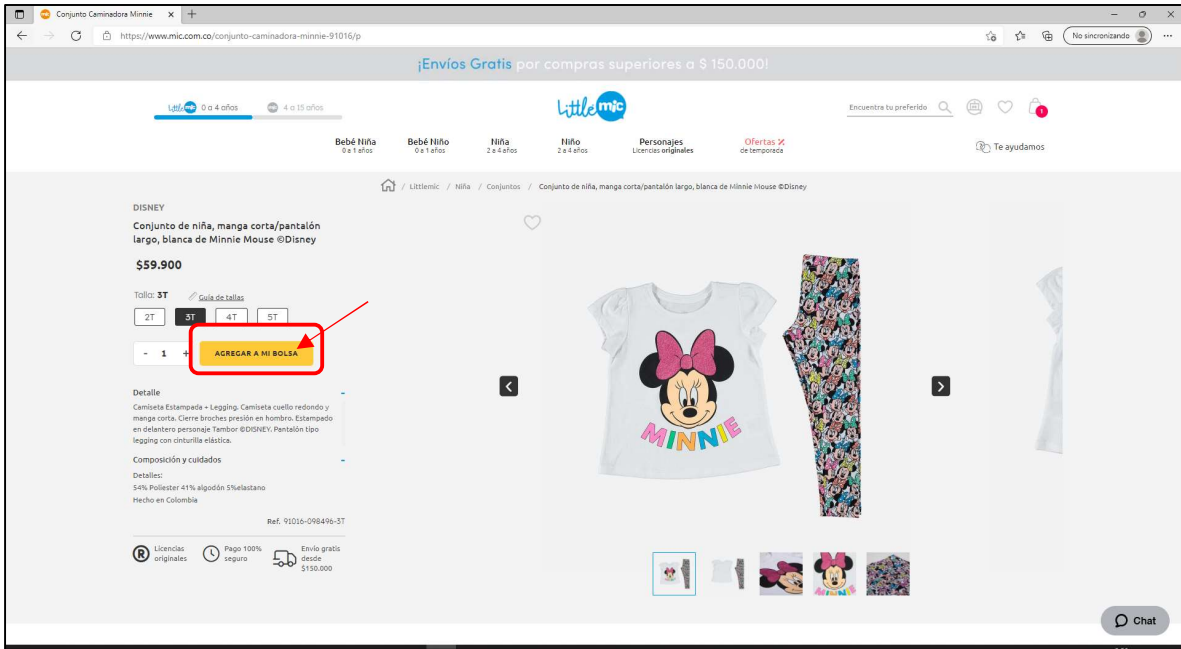 Conjunto Caminadora Minnie
https://www.mic.com.co/conjunto-caminadora-minnie-91016/p
No sincronizando
¡Envíos Gratis por compras superiores a $ 150.000!
Little mic 0 a 4 años
mic 4 a 15 años
Little mic
Encuentra tu preferido
1
Bebé Niña
0 a 1 años
Bebé Niño
0 a 1 años
Niña
2 a 4 años
Niño
2 a 4 años
Personajes
Licencias originales
Ofertas
de temporada
Te ayudamos
/ Littlemic / Niña / Conjuntos / Conjunto de niña, manga corta/pantalón largo, blanca de Minnie Mouse ©Disney
DISNEY
Conjunto de niña, manga corta/pantalón
largo, blanca de Minnie Mouse ©Disney
$59.900
Talla: 3T Guía de tallas
2T 3T 4T 5T
- 1 + AGREGAR A MI BOLSA
Detalle -
Camiseta Estampada + Legging. Camiseta cuello redondo y
manga corta. Cierre broches presión en hombro. Estampado
en delantero personaje Tambor ©DISNEY. Pantalón tipo
legging con cinturilla elástica.
Composición y cuidados -
Detalles:
54% Poliester 41% algodón 5%elastano
Hecho en Colombia
Ref. 91016-098496-3T
R Licencias
originales
Pago 100%
seguro
Envío gratis
desde
$150.000
MINNIE
MINNIE
Chat